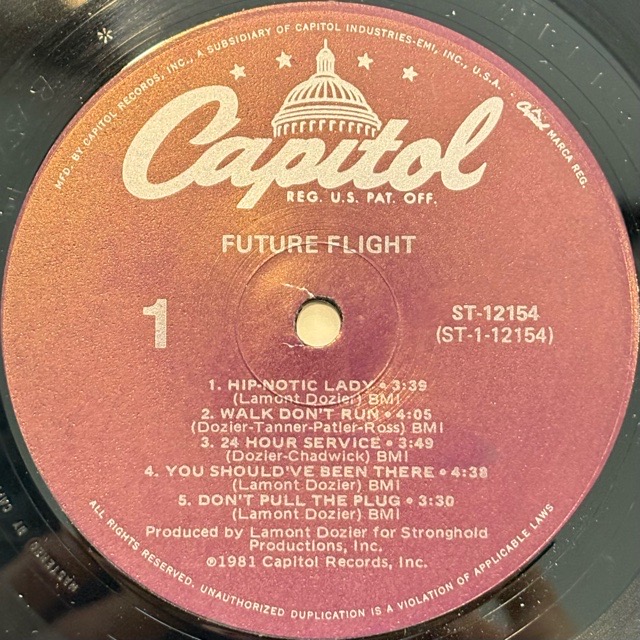 MFD. BY CAPITOL RECORDS, INC., A SUBSIDIARY OF CAPITOL INDUSTRIES-EMI, INC., U.S.A. • Capitol MARCA REG.
Capitol
REG. U.S. PAT. OFF.
FUTURE FLIGHT
1
ST-12154
(ST-1-12154)
1. HIP-NOTIC LADY • 3:39
(Lamont Dozier) BMI
2. WALK DON'T RUN • 4:05
(Dozier-Tanner-Patler-Ross) BMI
3. 24 HOUR SERVICE • 3:49
(Dozier-Chadwick) BMI
4. YOU SHOULD'VE BEEN THERE • 4:38
(Lamont Dozier) BMI
5. DON'T PULL THE PLUG • 3:30
(Lamont Dozier) BMI
Produced by Lamont Dozier for Stronghold
Productions, Inc.
℗1981 Capitol Records, Inc.
ALL RIGHTS RESERVED. UNAUTHORIZED DUPLICATION IS A VIOLATION OF APPLICABLE LAWS